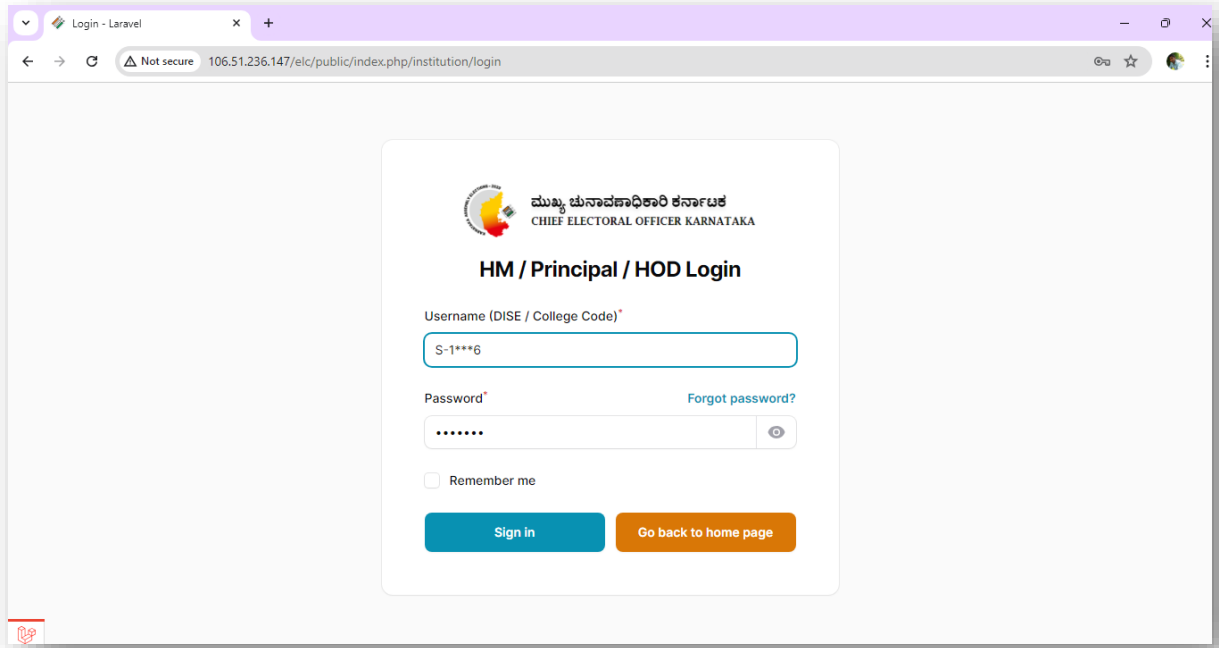 Login - Laravel
Not secure
106.51.236.147/elc/public/index.php/institution/login
ಮುಖ್ಯ ಚುನಾವಣಾಧಿಕಾರಿ ಕರ್ನಾಟಕ
CHIEF ELECTORAL OFFICER KARNATAKA
HM / Principal / HOD Login
Username (DISE / College Code)*
S-1***6
Password*
Forgot password?
•••••••
Remember me
Sign in
Go back to home page